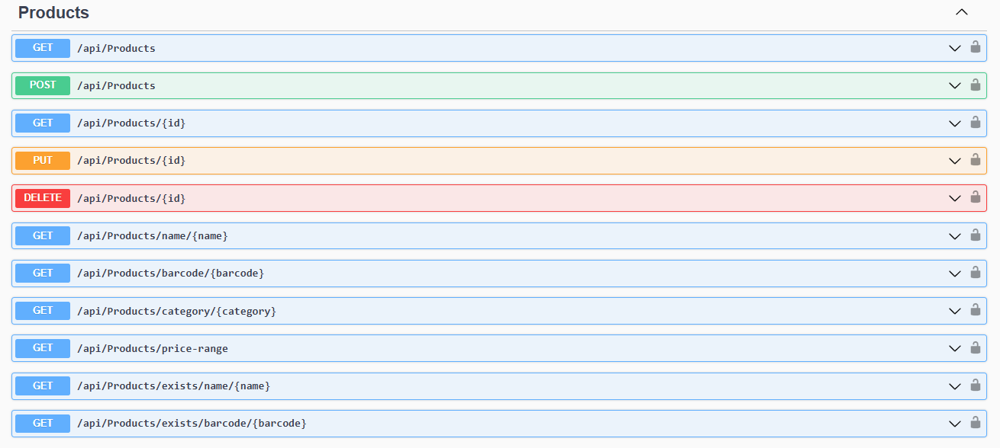 Products
GET /api/Products
POST /api/Products
GET /api/Products/{id}
PUT /api/Products/{id}
DELETE /api/Products/{id}
GET /api/Products/name/{name}
GET /api/Products/barcode/{barcode}
GET /api/Products/category/{category}
GET /api/Products/price-range
GET /api/Products/exists/name/{name}
GET /api/Products/exists/barcode/{barcode}